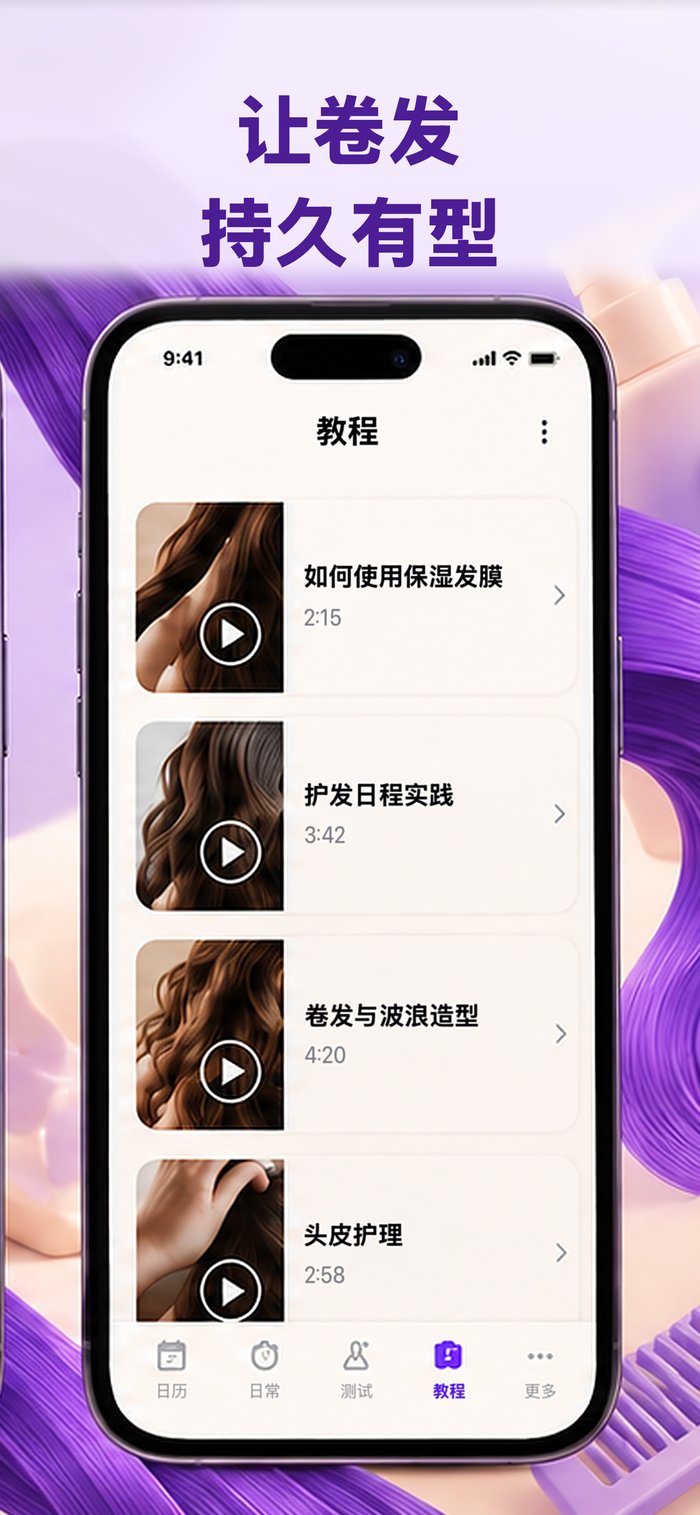 让卷发
持久有型
9:41
教程
如何使用保湿发膜
2:15
护发日程实践
3:42
卷发与波浪造型
4:20
头皮护理
2:58
日历
日常
测试
教程
更多